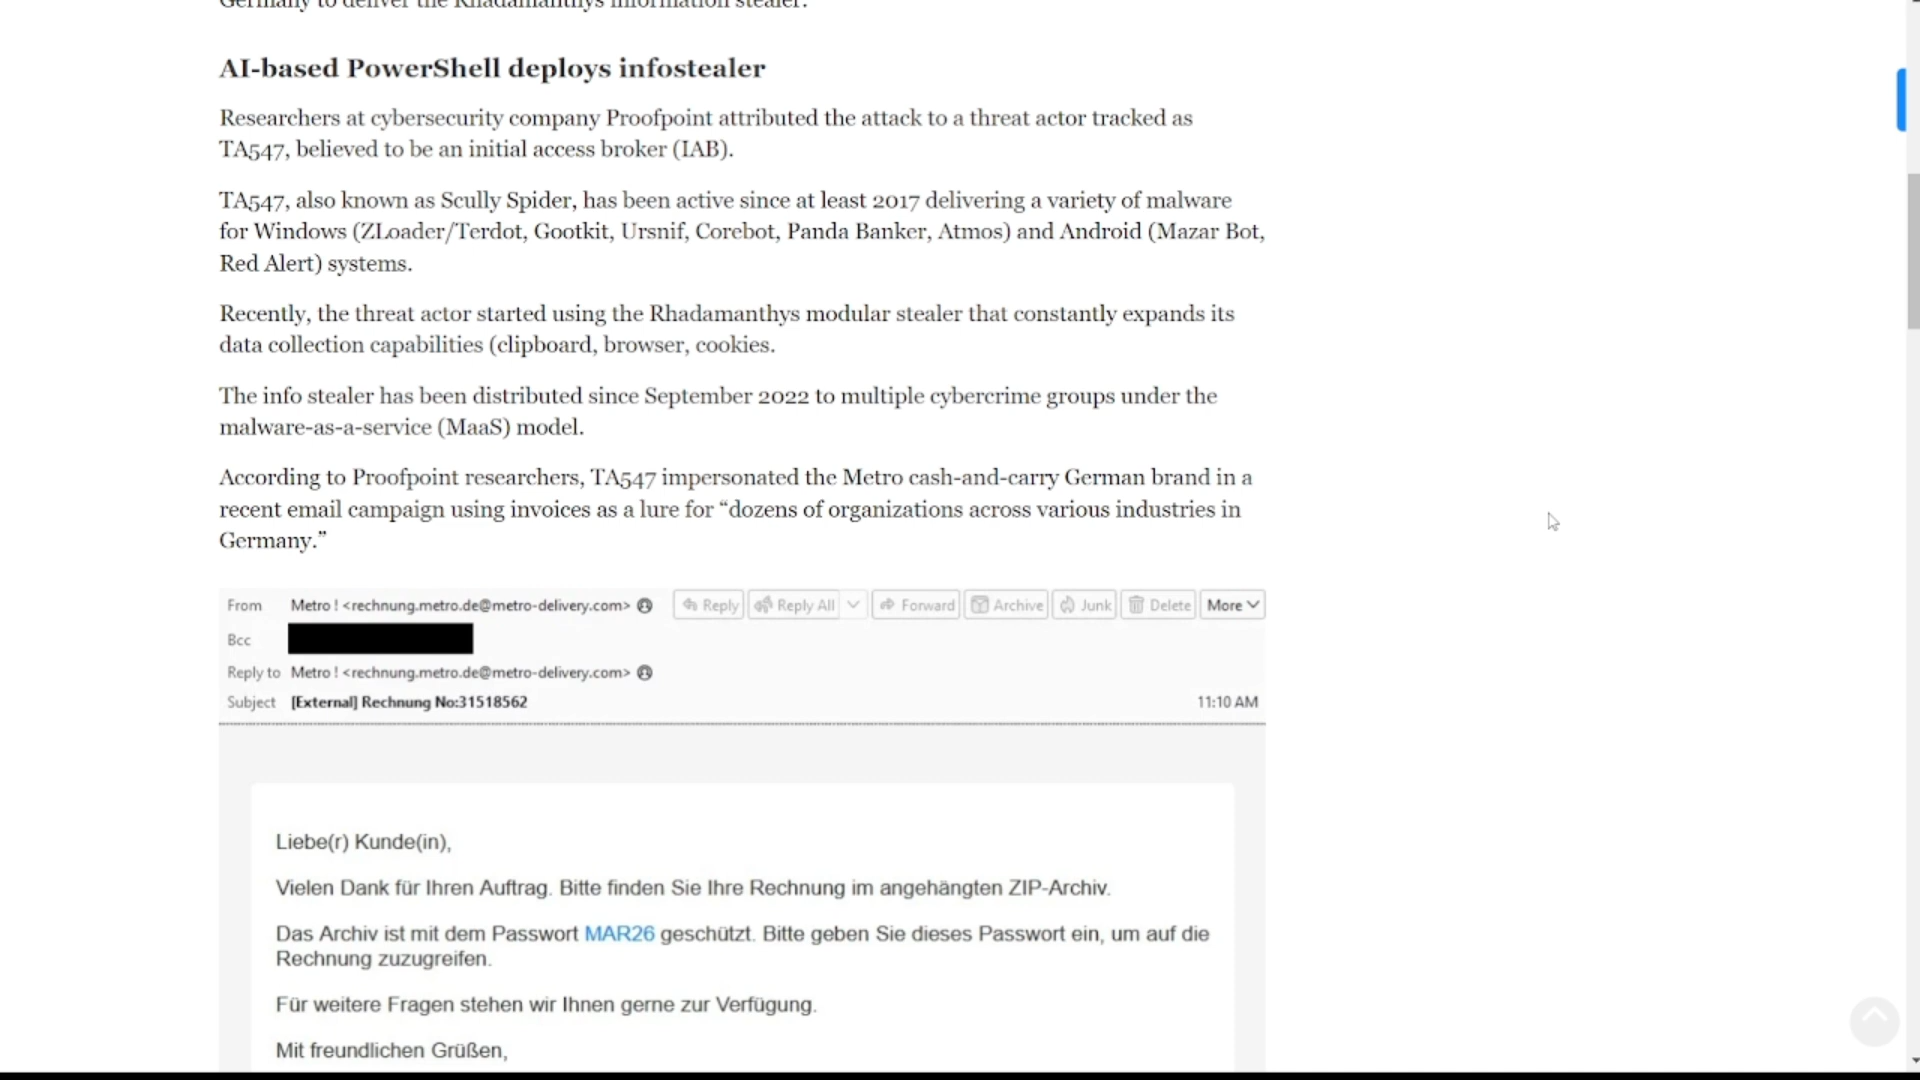 Germany to deliver the Rhadamanthys information stealer.
AI-based PowerShell deploys infostealer
Researchers at cybersecurity company Proofpoint attributed the attack to a threat actor tracked as
TA547, believed to be an initial access broker (IAB).
TA547, also known as Scully Spider, has been active since at least 2017 delivering a variety of malware
for Windows (ZLoader/Terdot, Gootkit, Ursnif, Corebot, Panda Banker, Atmos) and Android (Mazar Bot,
Red Alert) systems.
Recently, the threat actor started using the Rhadamanthys modular stealer that constantly expands its
data collection capabilities (clipboard, browser, cookies.
The info stealer has been distributed since September 2022 to multiple cybercrime groups under the
malware-as-a-service (MaaS) model.
According to Proofpoint researchers, TA547 impersonated the Metro cash-and-carry German brand in a
recent email campaign using invoices as a lure for “dozens of organizations across various industries in
Germany.”
From Metro ! <rechnung.metro.de@metro-delivery.com> Reply Reply All Forward Archive Junk Delete More
Bcc
Reply to Metro ! <rechnung.metro.de@metro-delivery.com>
Subject [External] Rechnung No:31518562 11:10 AM
Liebe(r) Kunde(in),
Vielen Dank für Ihren Auftrag. Bitte finden Sie Ihre Rechnung im angehängten ZIP-Archiv.
Das Archiv ist mit dem Passwort MAR26 geschützt. Bitte geben Sie dieses Passwort ein, um auf die
Rechnung zuzugreifen.
Für weitere Fragen stehen wir Ihnen gerne zur Verfügung.
Mit freundlichen Grüßen,